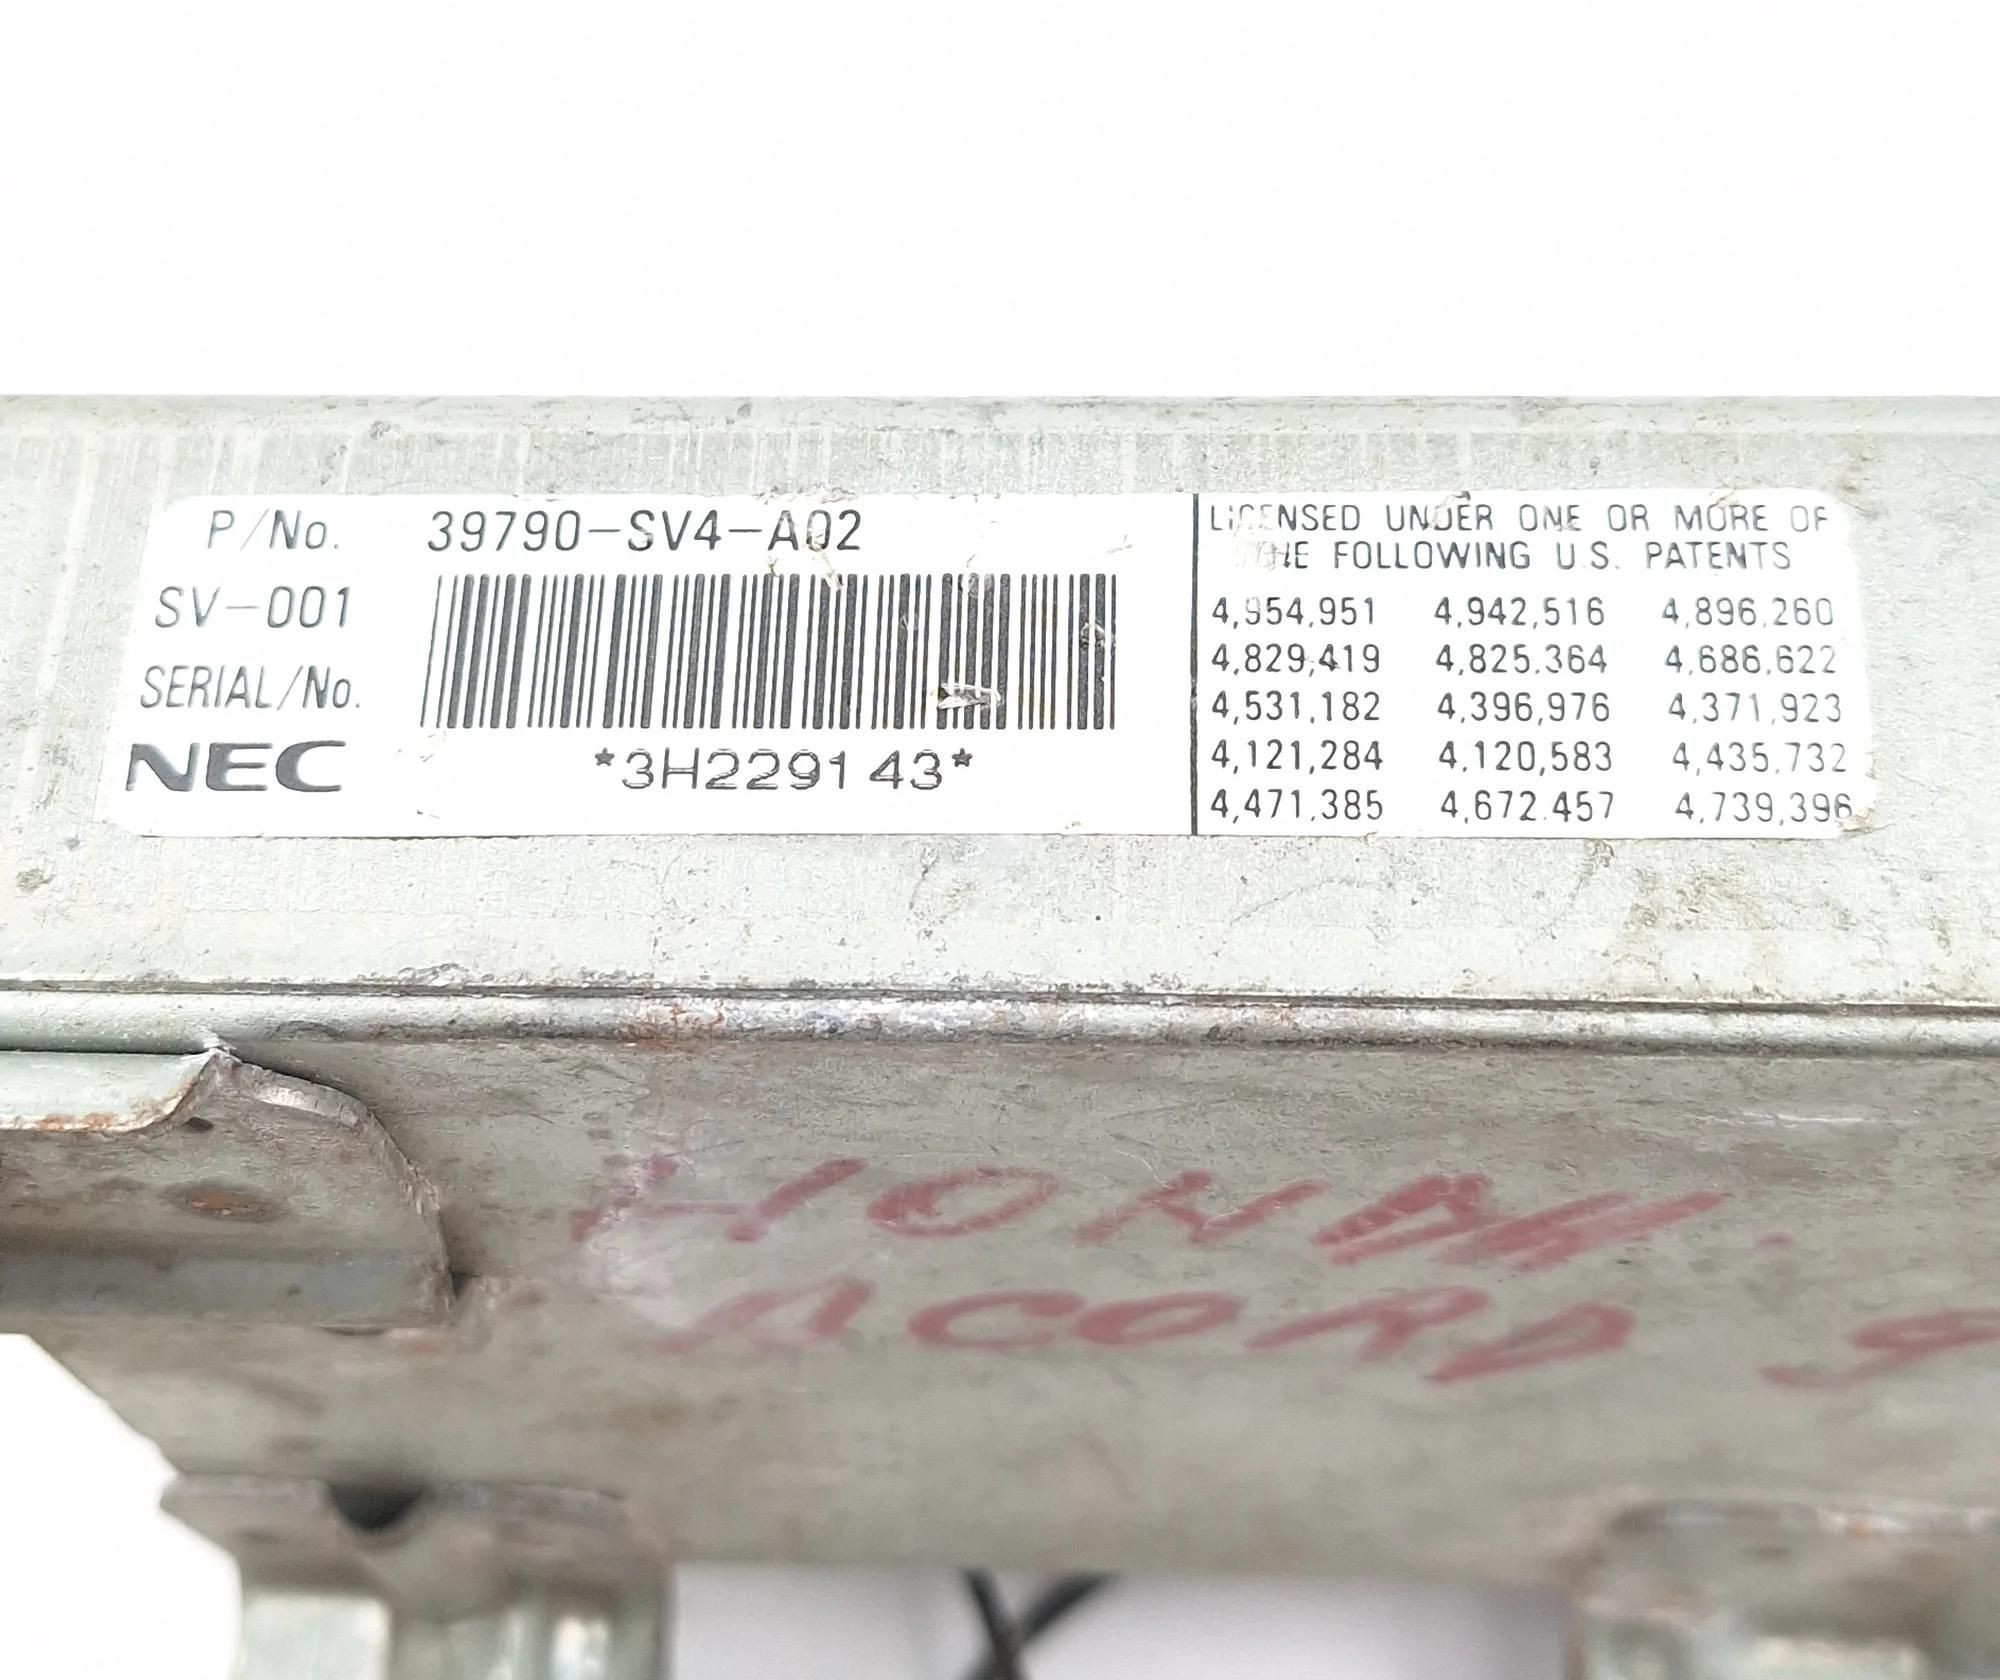 P/No. 39790-SV4-A02
SV-001
SERIAL/No.
NEC *3H229143*
LICENSED UNDER ONE OR MORE OF
THE FOLLOWING U.S. PATENTS
4,954,951 4,942,516 4,896,260
4,829,419 4,825,364 4,686,622
4,531,182 4,396,976 4,371,923
4,121,284 4,120,583 4,435,732
4,471,385 4,672,457 4,739,396
ACORD 9